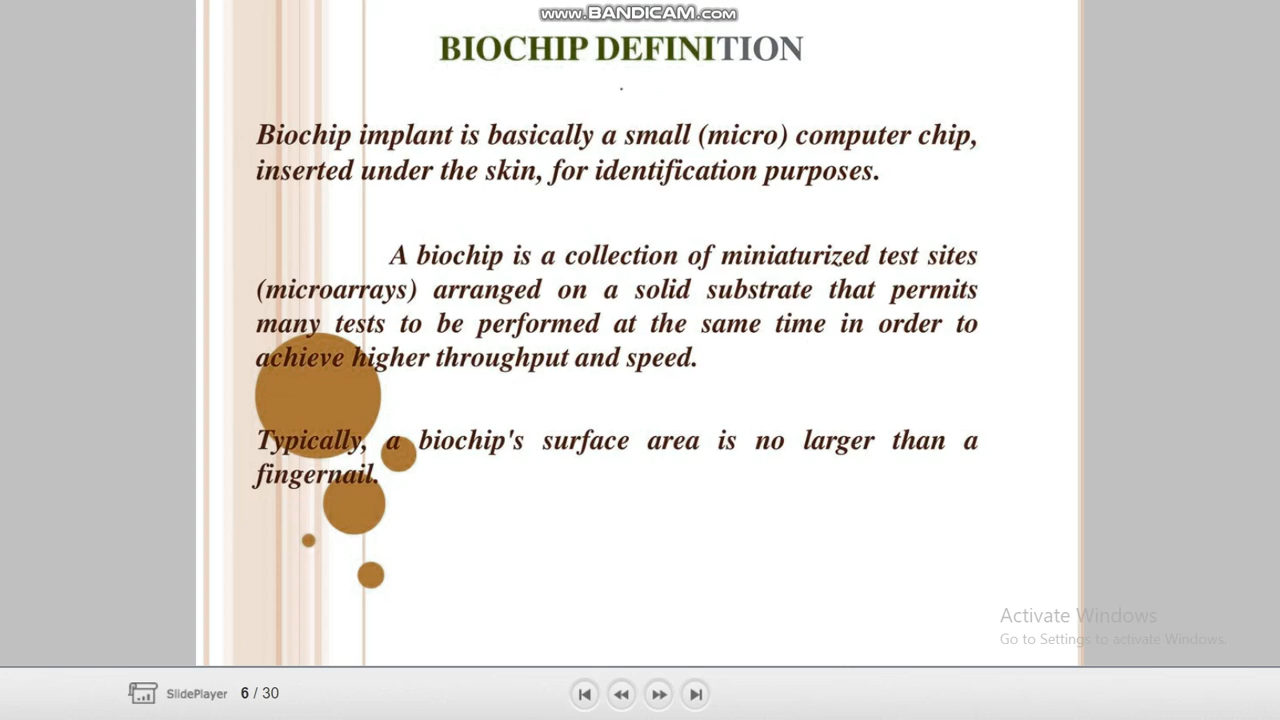 www.BANDICAM.com
BIOCHIP DEFINITION
.
Biochip implant is basically a small (micro) computer chip,
inserted under the skin, for identification purposes.
A biochip is a collection of miniaturized test sites
(microarrays) arranged on a solid substrate that permits
many tests to be performed at the same time in order to
achieve higher throughput and speed.
Typically, a biochip's surface area is no larger than a
fingernail.
Activate Windows
Go to Settings to activate Windows.
SlidePlayer 6 / 30